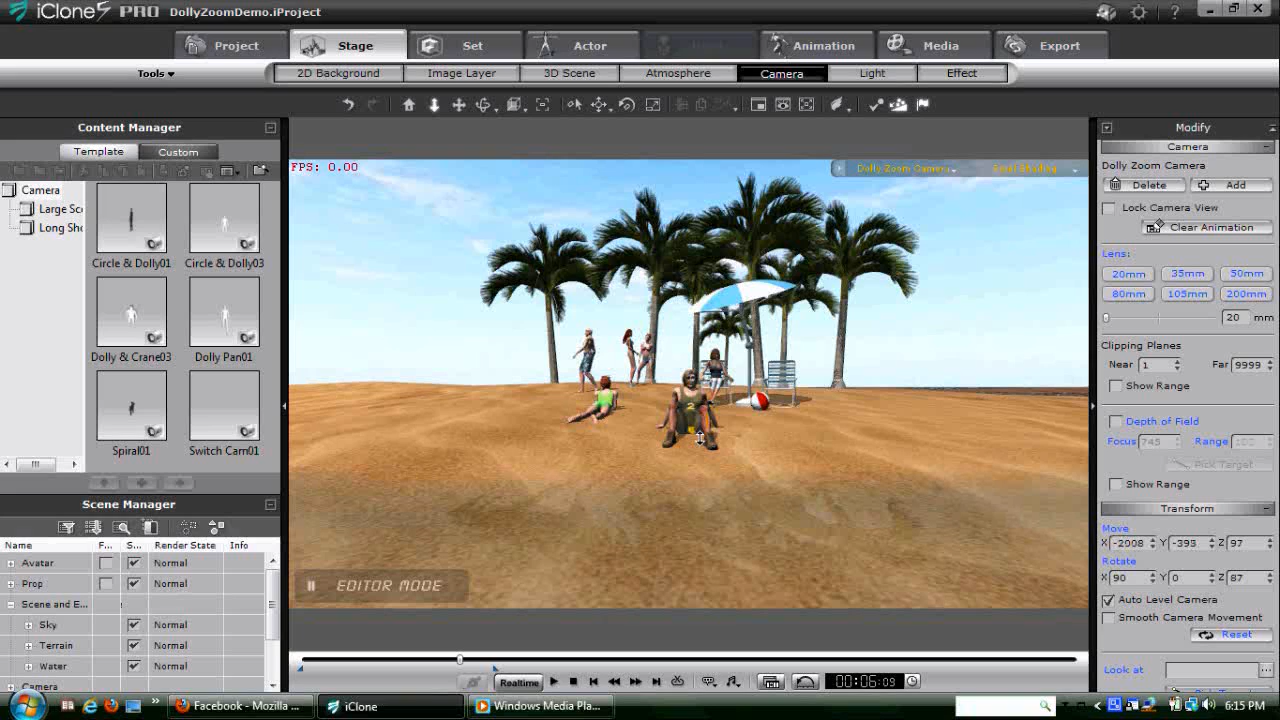 iClone5 PRO DollyZoomDemo.iProject
Project Stage Set Actor Animation Media Export
Tools 2D Background Image Layer 3D Scene Atmosphere Camera Light Effect
Content Manager
Template Custom
Camera
Large Sc
Long Sho
Circle & Dolly01 Circle & Dolly03
Dolly & Crane03 Dolly Pan01
Spiral01 Switch Cam01
Scene Manager
Name F... S... Render State Info
Avatar Normal
Prop Normal
Scene and E...
Sky Normal
Terrain Normal
Water Normal
Camera
FPS: 0.00
Dolly Zoom Camera Pixel Shading
EDITOR MODE
Realtime 00:06:09
Modify
Camera
Dolly Zoom Camera
Delete Add
Lock Camera View
Clear Animation
Lens:
20mm 35mm 50mm
80mm 105mm 200mm
20 mm
Clipping Planes
Near 1 Far 9999
Show Range
Depth of Field
Focus 745 Range
Pick Target
Show Range
Transform
Move
X -2008 Y -393 Z 97
Rotate
X 90 Y 0 Z 87
Auto Level Camera
Smooth Camera Movement
Reset
Look at
Facebook - Mozilla ... iClone Windows Media Pla... 6:15 PM